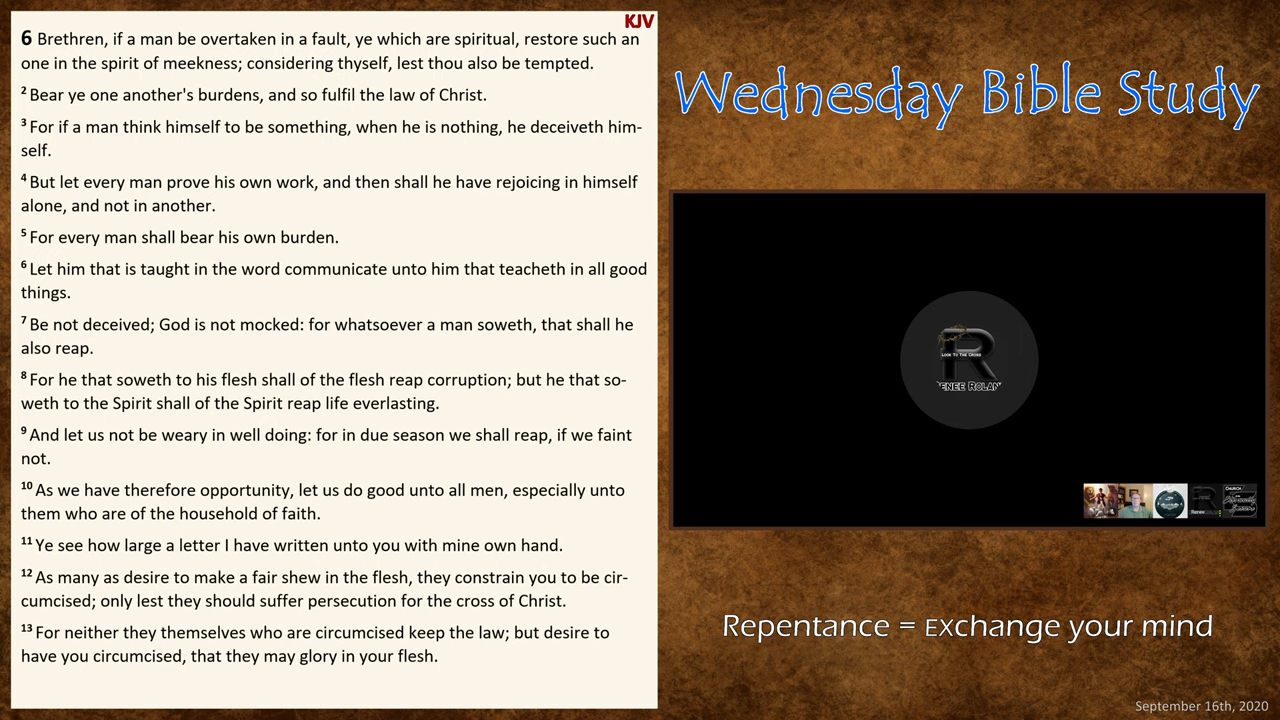 KJV
6 Brethren, if a man be overtaken in a fault, ye which are spiritual, restore such an
one in the spirit of meekness; considering thyself, lest thou also be tempted.
2 Bear ye one another's burdens, and so fulfil the law of Christ.
3 For if a man think himself to be something, when he is nothing, he deceiveth him-
self.
4 But let every man prove his own work, and then shall he have rejoicing in himself
alone, and not in another.
5 For every man shall bear his own burden.
6 Let him that is taught in the word communicate unto him that teacheth in all good
things.
7 Be not deceived; God is not mocked: for whatsoever a man soweth, that shall he
also reap.
8 For he that soweth to his flesh shall of the flesh reap corruption; but he that so-
weth to the Spirit shall of the Spirit reap life everlasting.
9 And let us not be weary in well doing: for in due season we shall reap, if we faint
not.
10 As we have therefore opportunity, let us do good unto all men, especially unto
them who are of the household of faith.
11 Ye see how large a letter I have written unto you with mine own hand.
12 As many as desire to make a fair shew in the flesh, they constrain you to be cir-
cumcised; only lest they should suffer persecution for the cross of Christ.
13 For neither they themselves who are circumcised keep the law; but desire to
have you circumcised, that they may glory in your flesh.
Wednesday Bible Study
R
LOOK TO THE CROSS
ENEE ROLAN
Renee
CHURCH
Repentance = EXchange your mind
September 16th, 2020